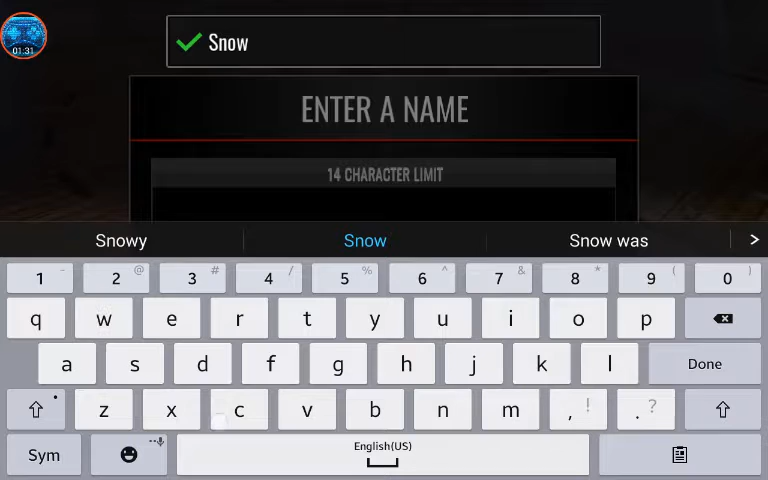 01:31
Snow
ENTER A NAME
14 CHARACTER LIMIT
Snowy Snow Snow was >
1 - 2 @ 3 # 4 / 5 % 6 ^ 7 & 8 * 9 ( 0 )
q w e r t y u i o p
a s d f g h j k l Done
z x c v b n m , ! . ?
Sym English(US)